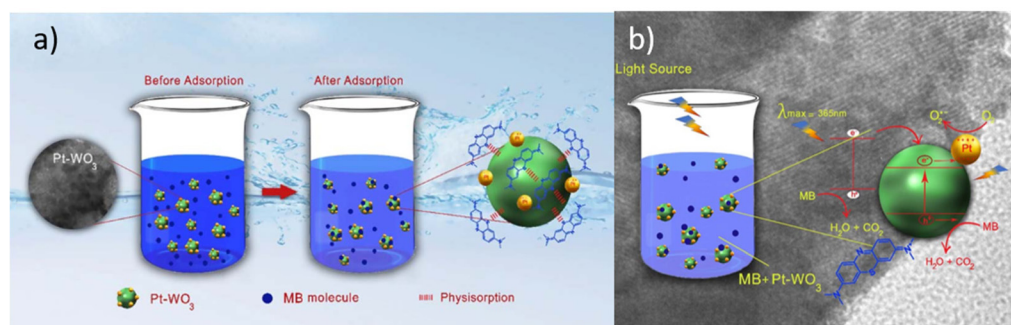 a)
Before Adsorption
After Adsorption
Pt-WO₃
Pt-WO₃
MB molecule
Physisorption
b)
Light Source
λmax = 365nm
e⁻
O₂
Pt
e⁻
h⁺
MB
H₂O + CO₂
h⁺
MB
H₂O + CO₂
N
S
MB+Pt-WO₃